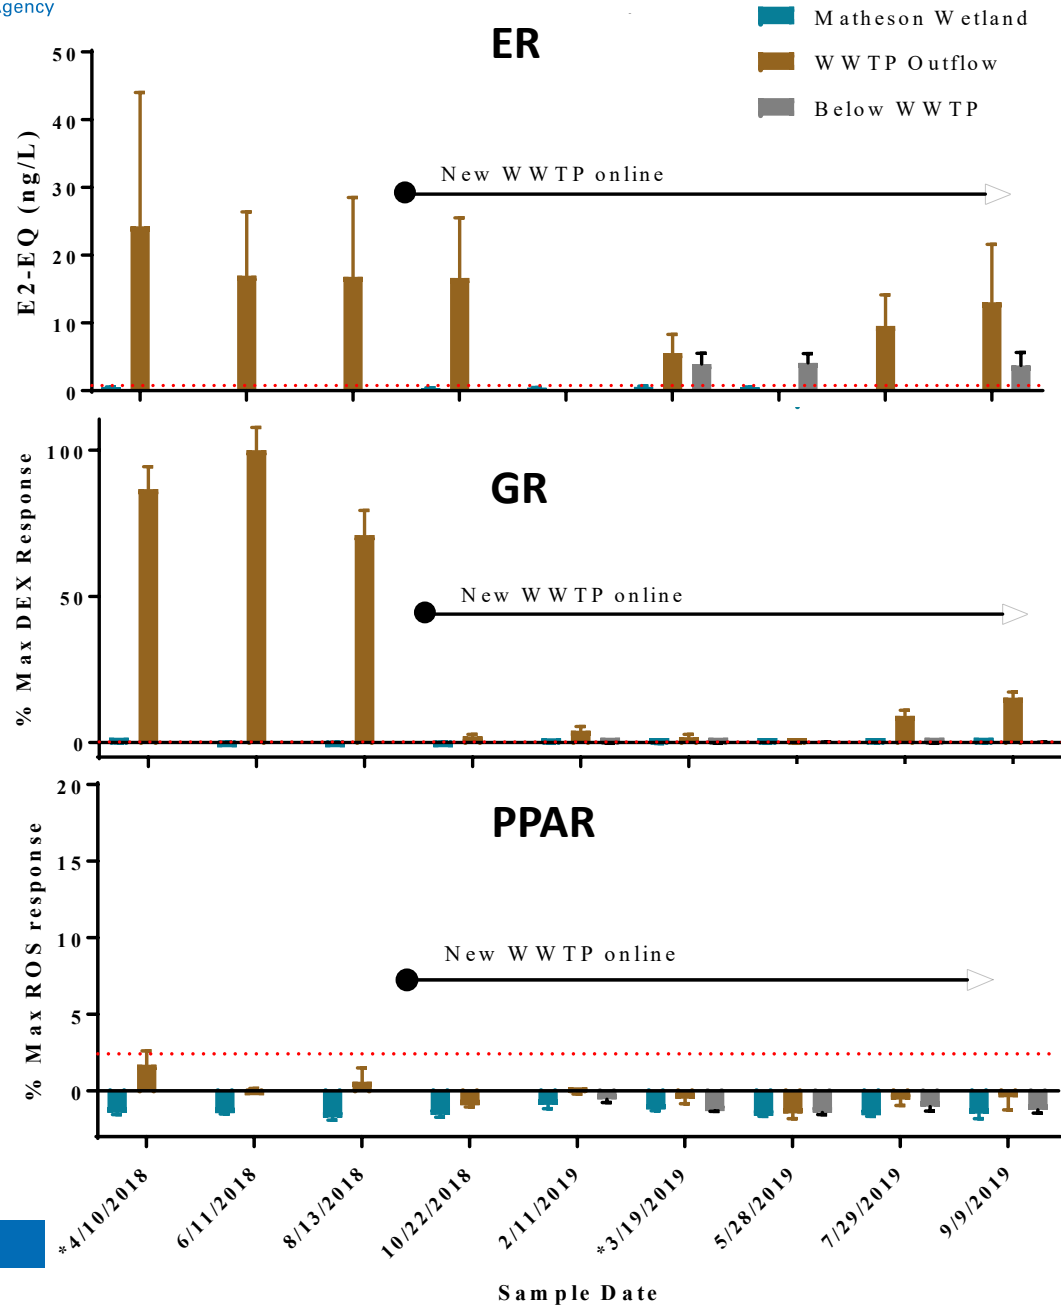 Agency
Matheson Wetland
WWTP Outflow
Below WWTP
ER
E2-EQ (ng/L)
50
40
30
20
10
0
New WWTP online
GR
% Max DEX Response
100
50
0
New WWTP online
PPAR
% Max ROS response
20
15
10
5
0
New WWTP online
*4/10/2018
6/11/2018
8/13/2018
10/22/2018
2/11/2019
*3/19/2019
5/28/2019
7/29/2019
9/9/2019
Sample Date